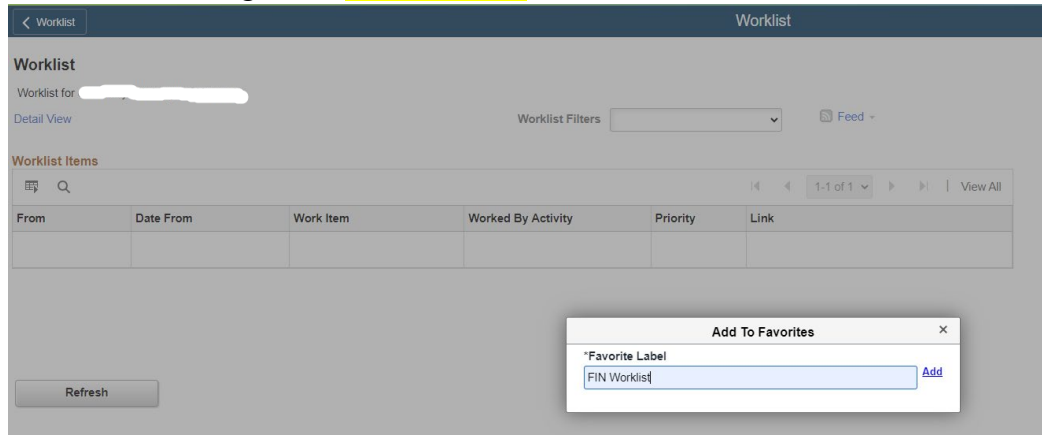 Worklist Worklist
Worklist
Worklist for
Detail View Worklist Filters Feed
Worklist Items
1-1 of 1 | View All
From Date From Work Item Worked By Activity Priority Link
Add To Favorites ×
*Favorite Label
FIN Worklist Add
Refresh